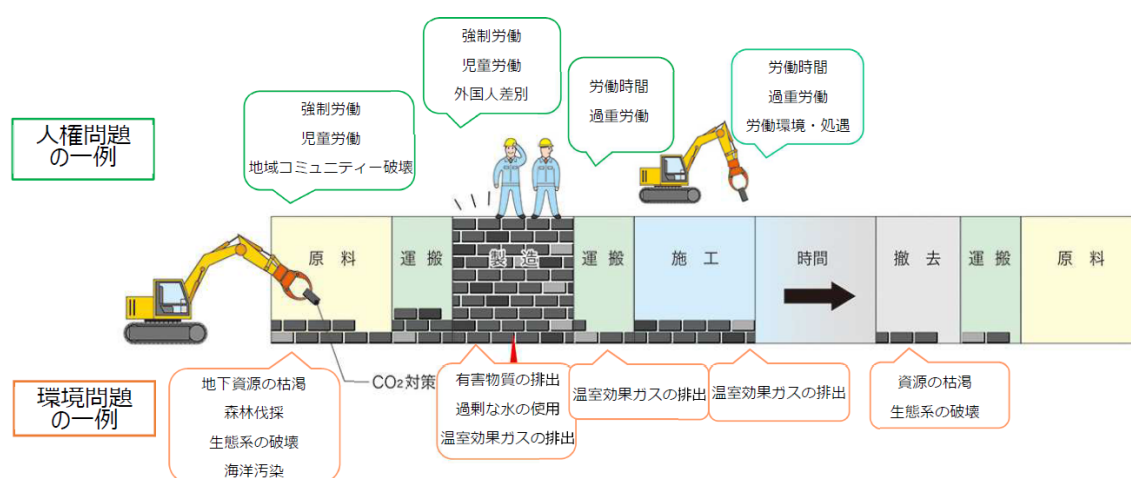 強制労働
児童労働
外国人差別
労働時間
過重労働
労働時間
過重労働
労働環境・処遇
強制労働
児童労働
地域コミュニティー破壊
人権問題
の一例
原料
運搬
製造
運搬
施工
時間
撤去
運搬
原料
CO₂対策
環境問題
の一例
地下資源の枯渇
森林伐採
生態系の破壊
海洋汚染
有害物質の排出
過剰な水の使用
温室効果ガスの排出
温室効果ガスの排出
温室効果ガスの排出
資源の枯渇
生態系の破壊